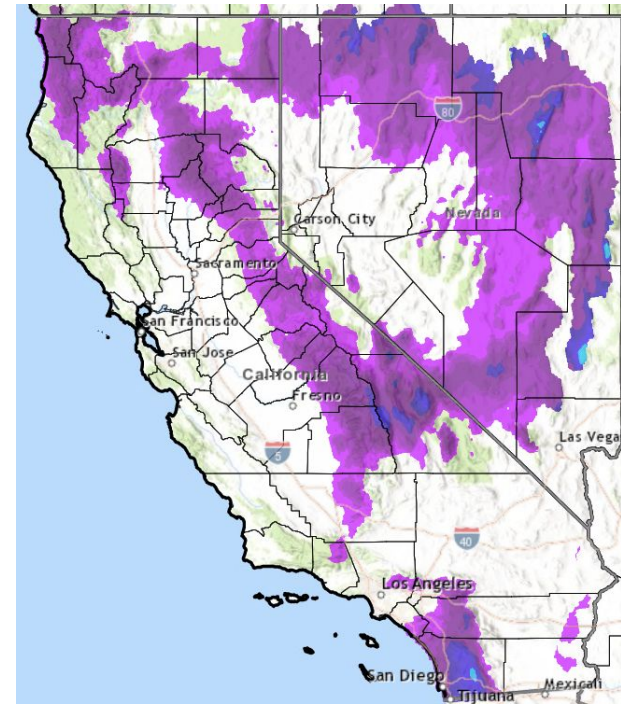 80
Nevada
Carson City
Sacramento
San Francisco
San Jose
California
Fresno
5
Las Vega
40
Los Angeles
San Diego
Mexicali
Tijuana